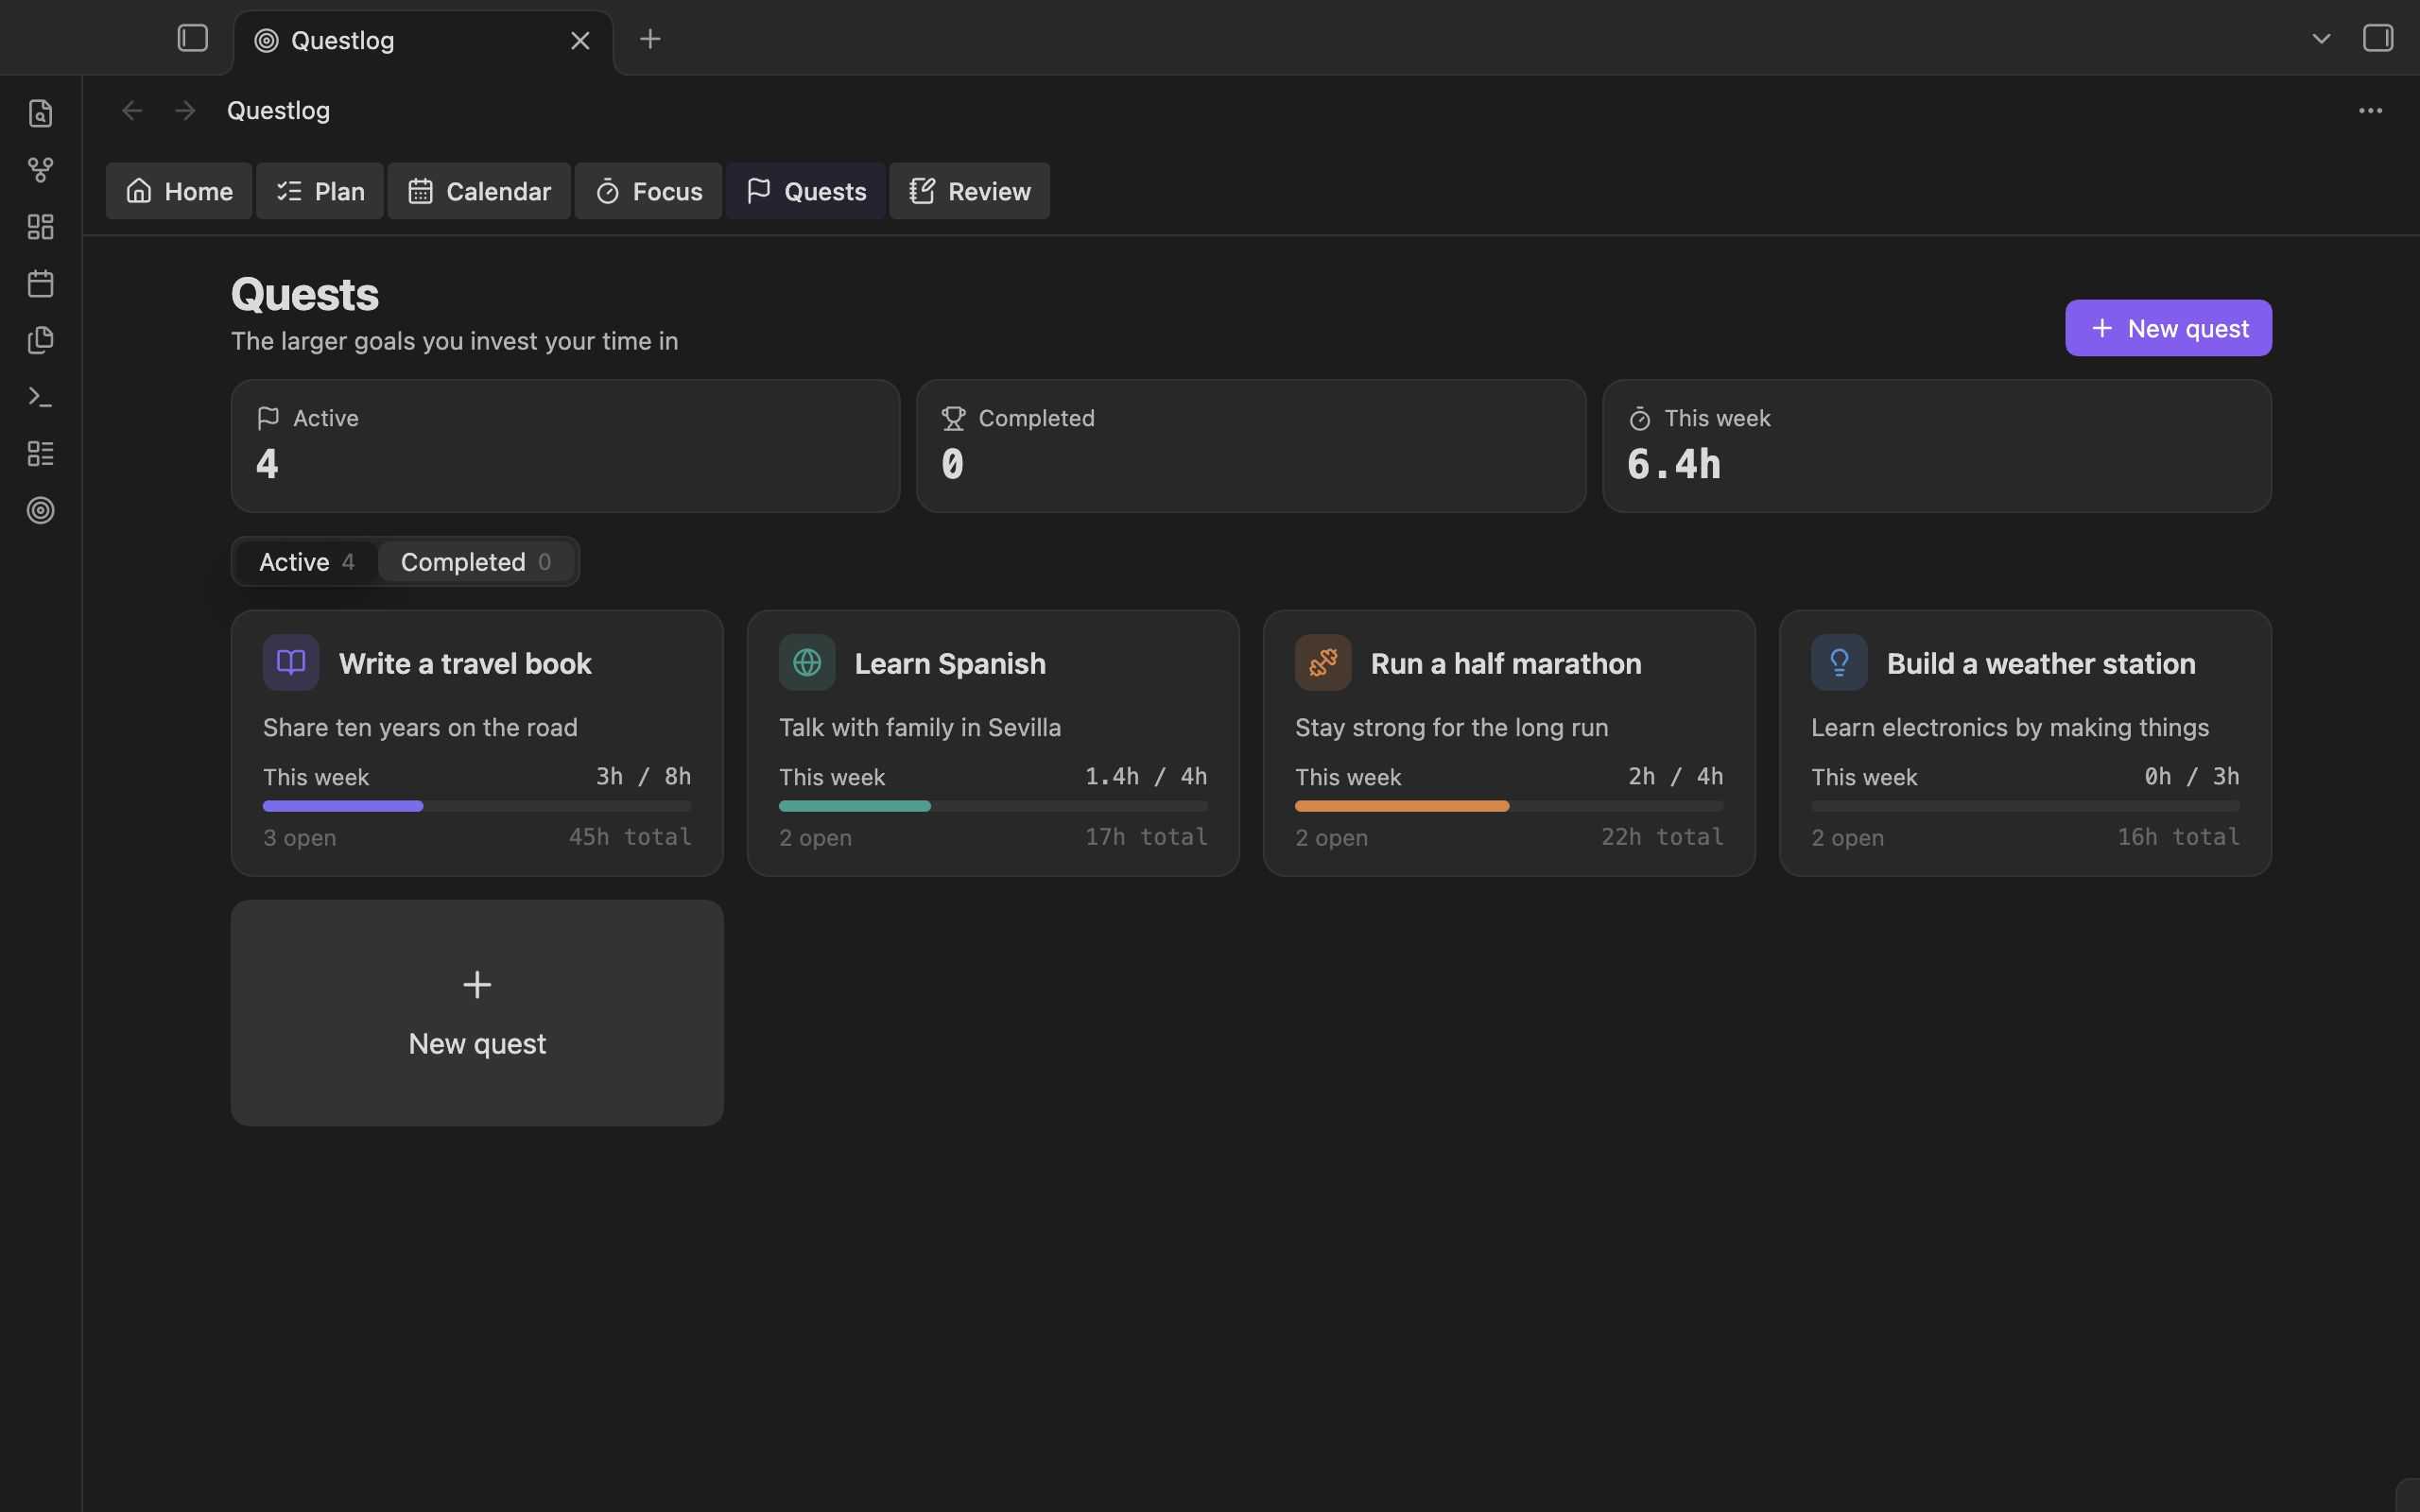 Questlog
Questlog
Home Plan Calendar Focus Quests Review
Quests
The larger goals you invest your time in
New quest
Active
4
Completed
0
This week
6.4h
Active 4 Completed 0
Write a travel book
Share ten years on the road
This week 3h / 8h
3 open 45h total
Learn Spanish
Talk with family in Sevilla
This week 1.4h / 4h
2 open 17h total
Run a half marathon
Stay strong for the long run
This week 2h / 4h
2 open 22h total
Build a weather station
Learn electronics by making things
This week 0h / 3h
2 open 16h total
New quest